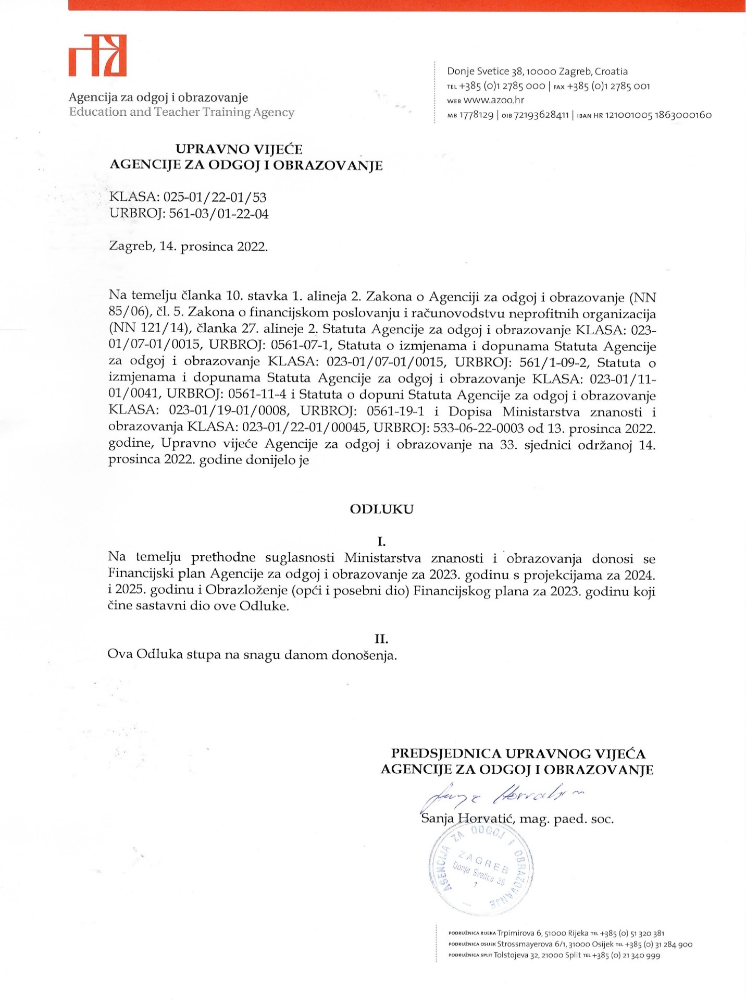 Agencija za odgoj i obrazovanje
Education and Teacher Training Agency
Donje Svetice 38, 10000 Zagreb, Croatia
TEL +385 (0)1 2785 000 | FAX +385 (0)1 2785 001
WEB www.azoo.hr
MB 1778129 | OIB 72193628411 | IBAN HR 121001005 1863000160
UPRAVNO VIJEĆE
AGENCIJE ZA ODGOJ I OBRAZOVANJE
KLASA: 025-01/22-01/53
URBROJ: 561-03/01-22-04
Zagreb, 14. prosinca 2022.
Na temelju članka 10. stavka 1. alineja 2. Zakona o Agenciji za odgoj i obrazovanje (NN
85/06), čl. 5. Zakona o financijskom poslovanju i računovodstvu neprofitnih organizacija
(NN 121/14), članka 27. alineje 2. Statuta Agencije za odgoj i obrazovanje KLASA: 023-
01/07-01/0015, URBROJ: 0561-07-1, Statuta o izmjenama i dopunama Statuta Agencije
za odgoj i obrazovanje KLASA: 023-01/07-01/0015, URBROJ: 561/1-09-2, Statuta o
izmjenama i dopunama Statuta Agencije za odgoj i obrazovanje KLASA: 023-01/11-
01/0041, URBROJ: 0561-11-4 i Statuta o dopuni Statuta Agencije za odgoj i obrazovanje
KLASA: 023-01/19-01/0008, URBROJ: 0561-19-1 i Dopisa Ministarstva znanosti i
obrazovanja KLASA: 023-01/22-01/00045, URBROJ: 533-06-22-0003 od 13. prosinca 2022.
godine, Upravno vijeće Agencije za odgoj i obrazovanje na 33. sjednici održanoj 14.
prosinca 2022. godine donijelo je
ODLUKU
I.
Na temelju prethodne suglasnosti Ministarstva znanosti i obrazovanja donosi se
Financijski plan Agencije za odgoj i obrazovanje za 2023. godinu s projekcijama za 2024.
i 2025. godinu i Obrazloženje (opći i posebni dio) Financijskog plana za 2023. godinu koji
čine sastavni dio ove Odluke.
II.
Ova Odluka stupa na snagu danom donošenja.
PREDSJEDNICA UPRAVNOG VIJEĆA
AGENCIJE ZA ODGOJ I OBRAZOVANJE
Sanja Horvatić, mag. paed. soc.
AGENCIJA ZA ODGOJ I OBRAZOVANJE
ZAGREB
Donje Svetice 38
1
PODRUŽNICA RIJEKA Trpimirova 6, 51000 Rijeka TEL +385 (0) 51 320 381
PODRUŽNICA OSIJEK Strossmayerova 6/1, 31000 Osijek TEL +385 (0) 31 284 900
PODRUŽNICA SPLIT Tolstojeva 32, 21000 Split TEL +385 (0) 21 340 999